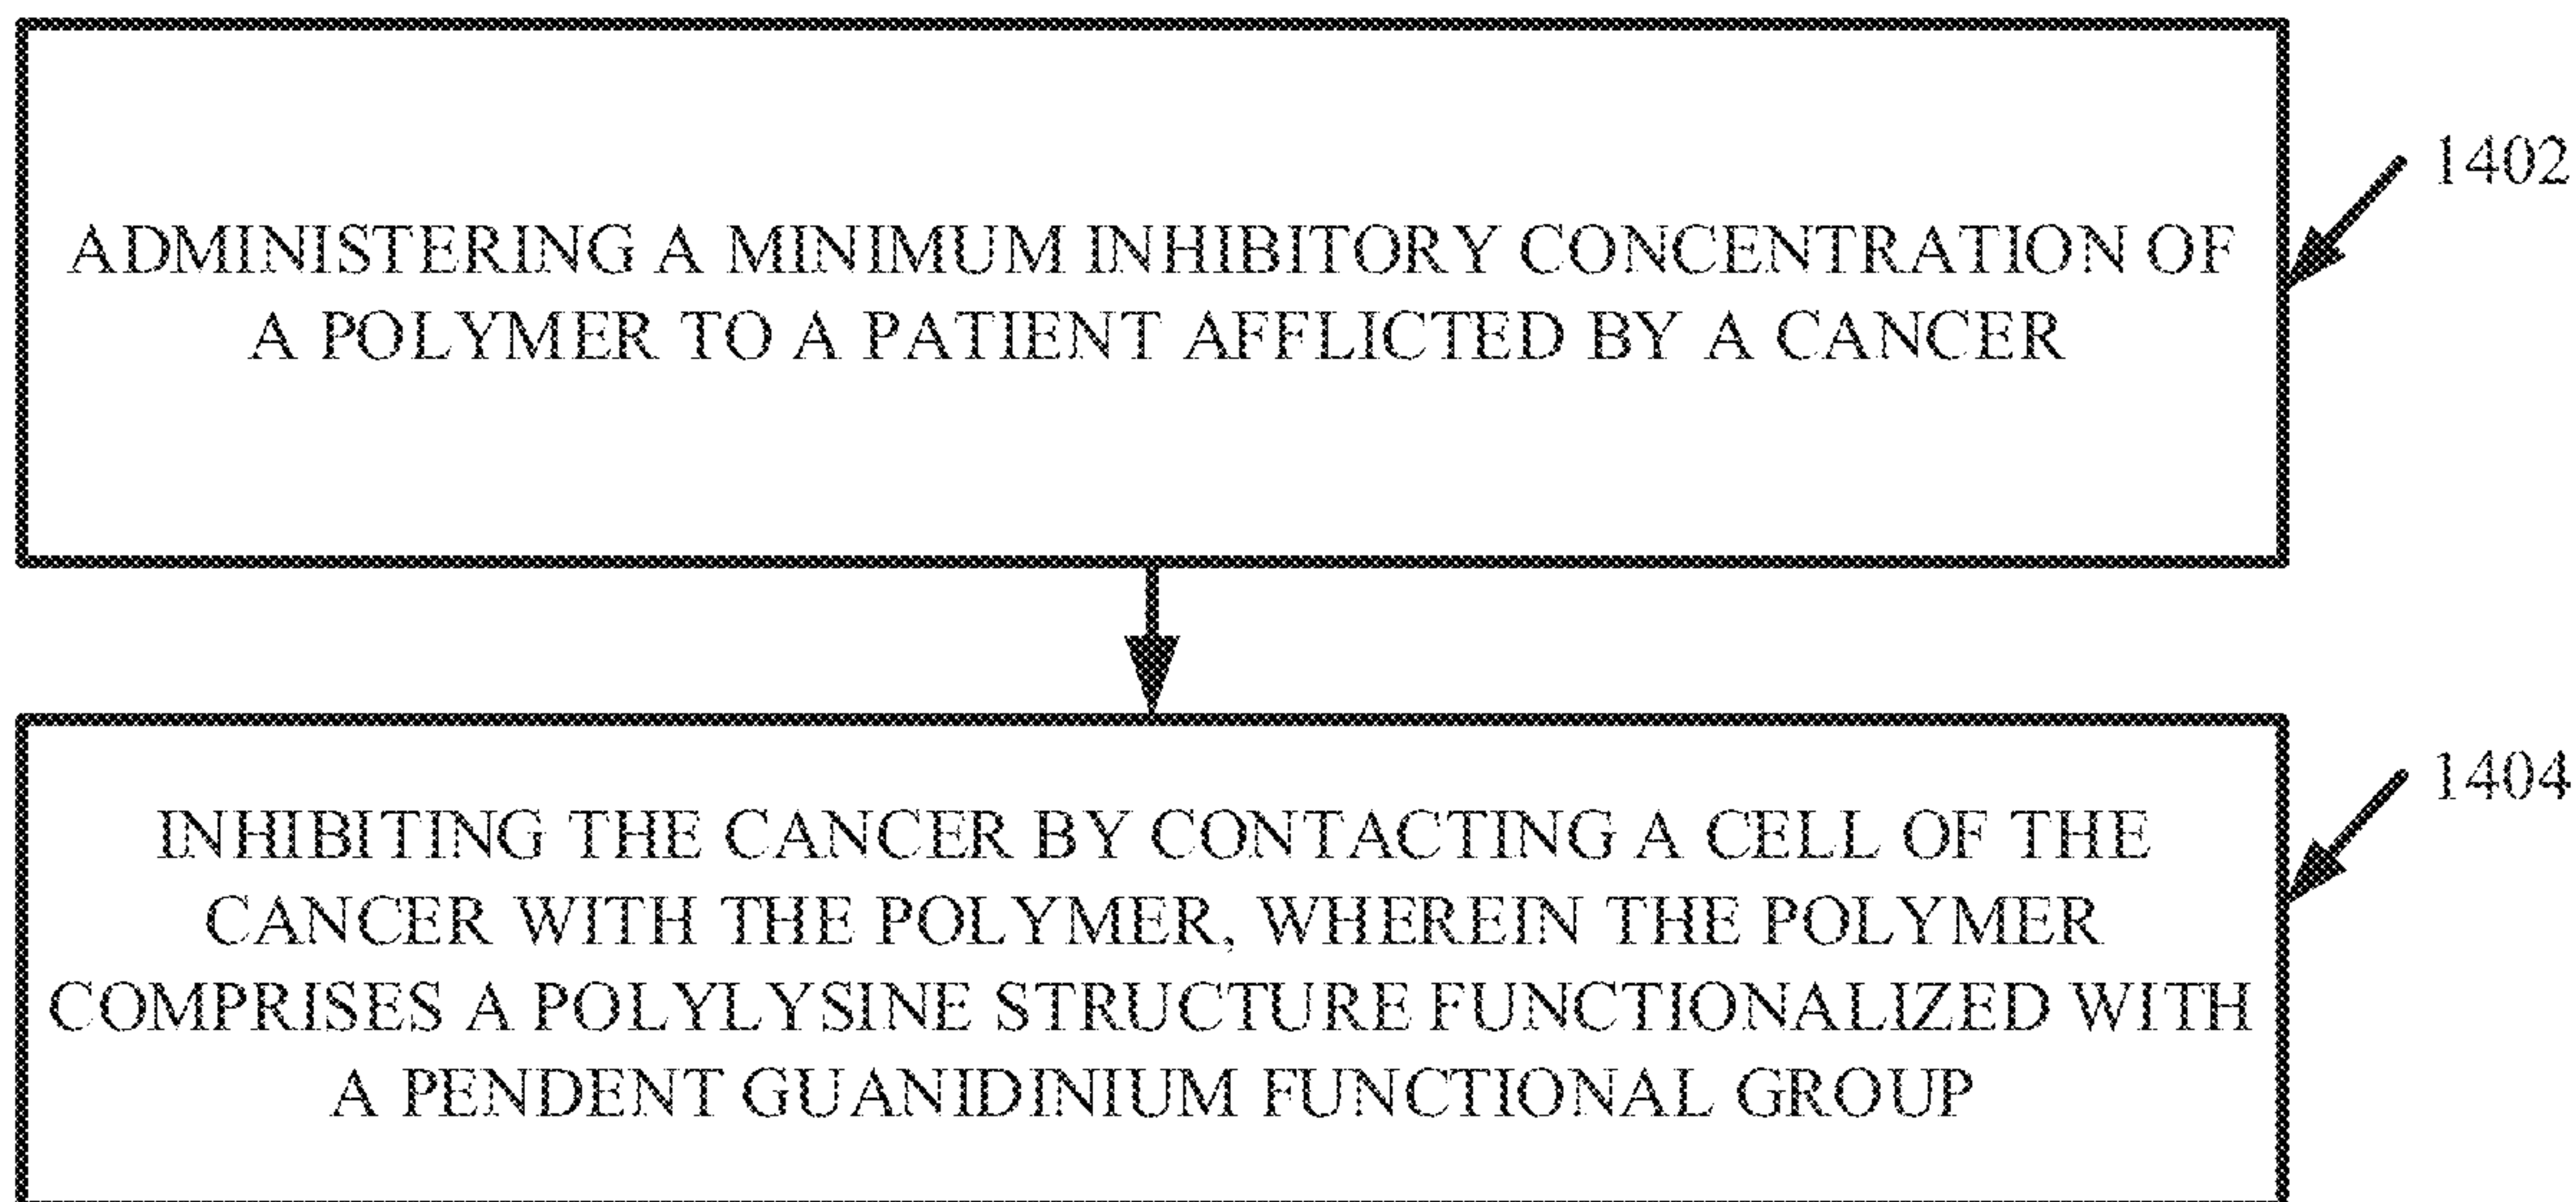 ADMINISTERING A MINIMUM INHIBITORY CONCENTRATION OF
A POLYMER TO A PATIENT AFFLICTED BY A CANCER
1402
INHIBITING THE CANCER BY CONTACTING A CELL OF THE
CANCER WITH THE POLYMER, WHEREIN THE POLYMER
COMPRISES A POLYLYSINE STRUCTURE FUNCTIONALIZED WITH
A PENDENT GUANIDINIUM FUNCTIONAL GROUP
1404